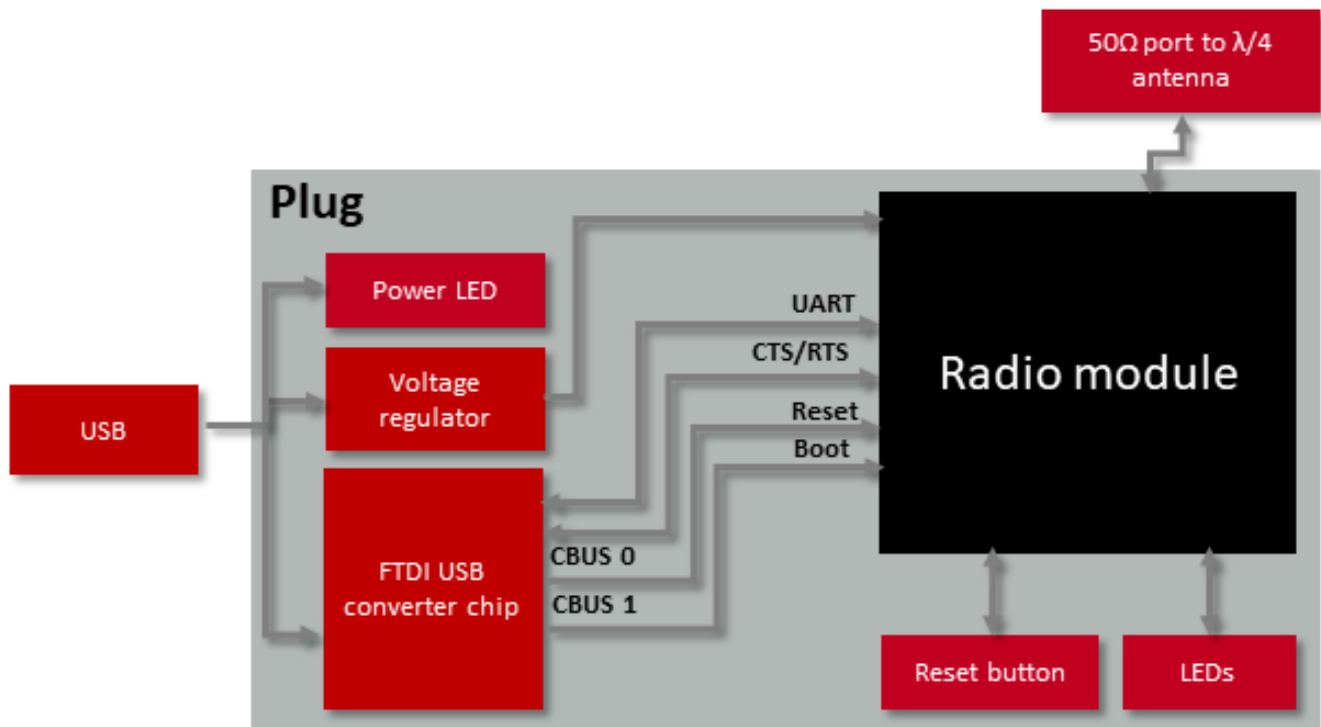 50Ω port to λ/4
antenna
Plug
Power LED
UART
CTS/RTS
Voltage
regulator
Radio module
USB
Reset
Boot
CBUS 0
FTDI USB
converter chip
CBUS 1
Reset button
LEDs